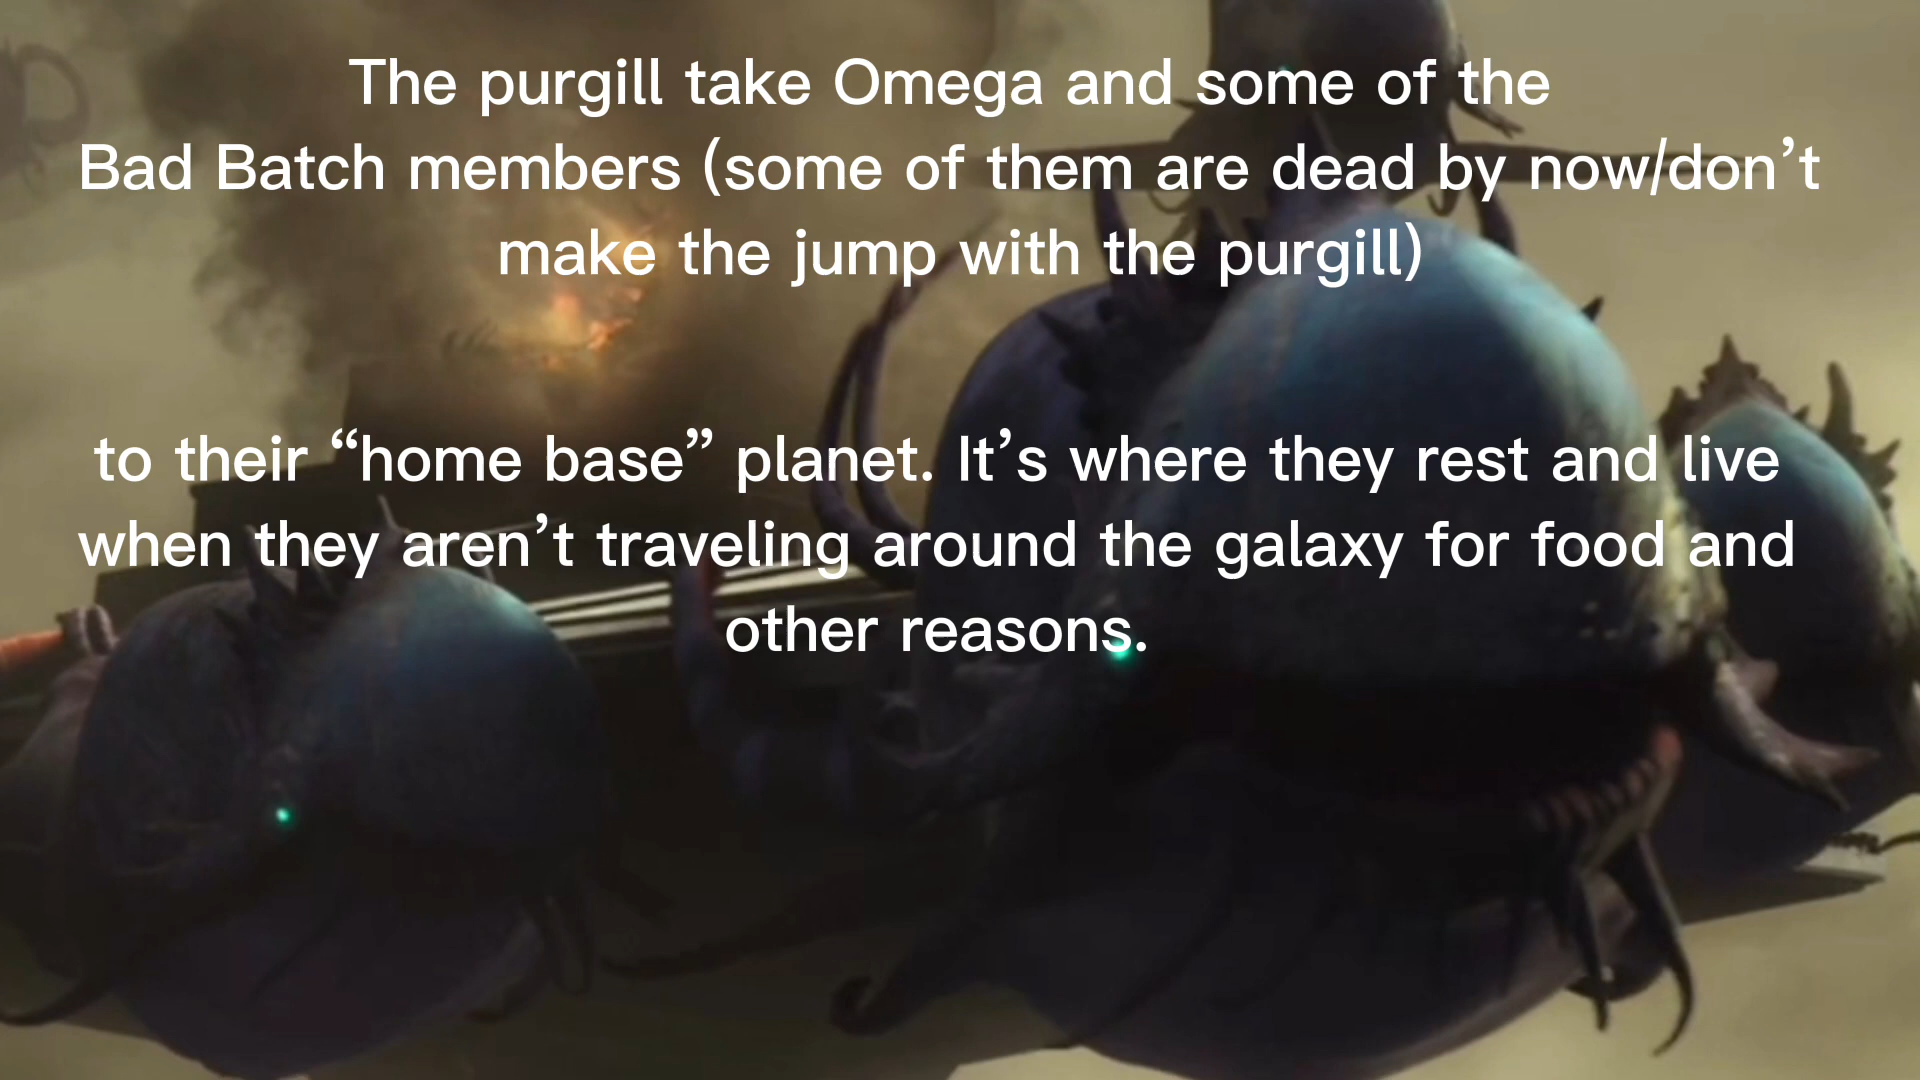 The purgill take Omega and some of the
Bad Batch members (some of them are dead by now/don’t
make the jump with the purgill)
to their “home base” planet. It’s where they rest and live
when they aren’t traveling around the galaxy for food and
other reasons.